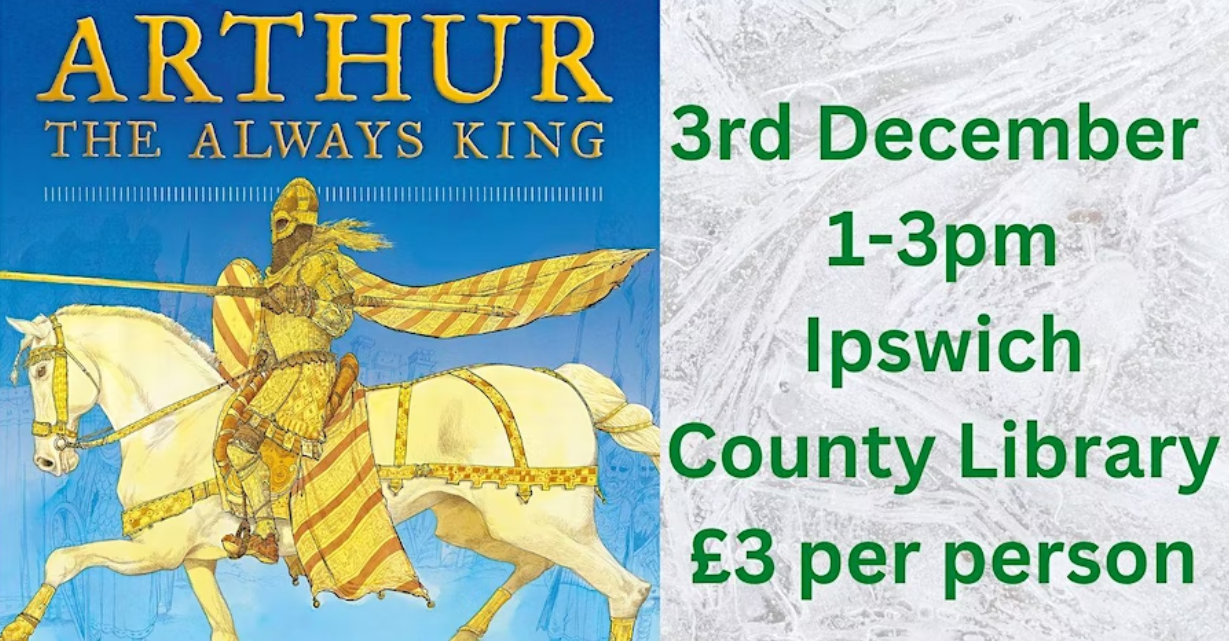 ARTHUR
THE ALWAYS KING
3rd December
1-3pm
Ipswich
County Library
£3 per person